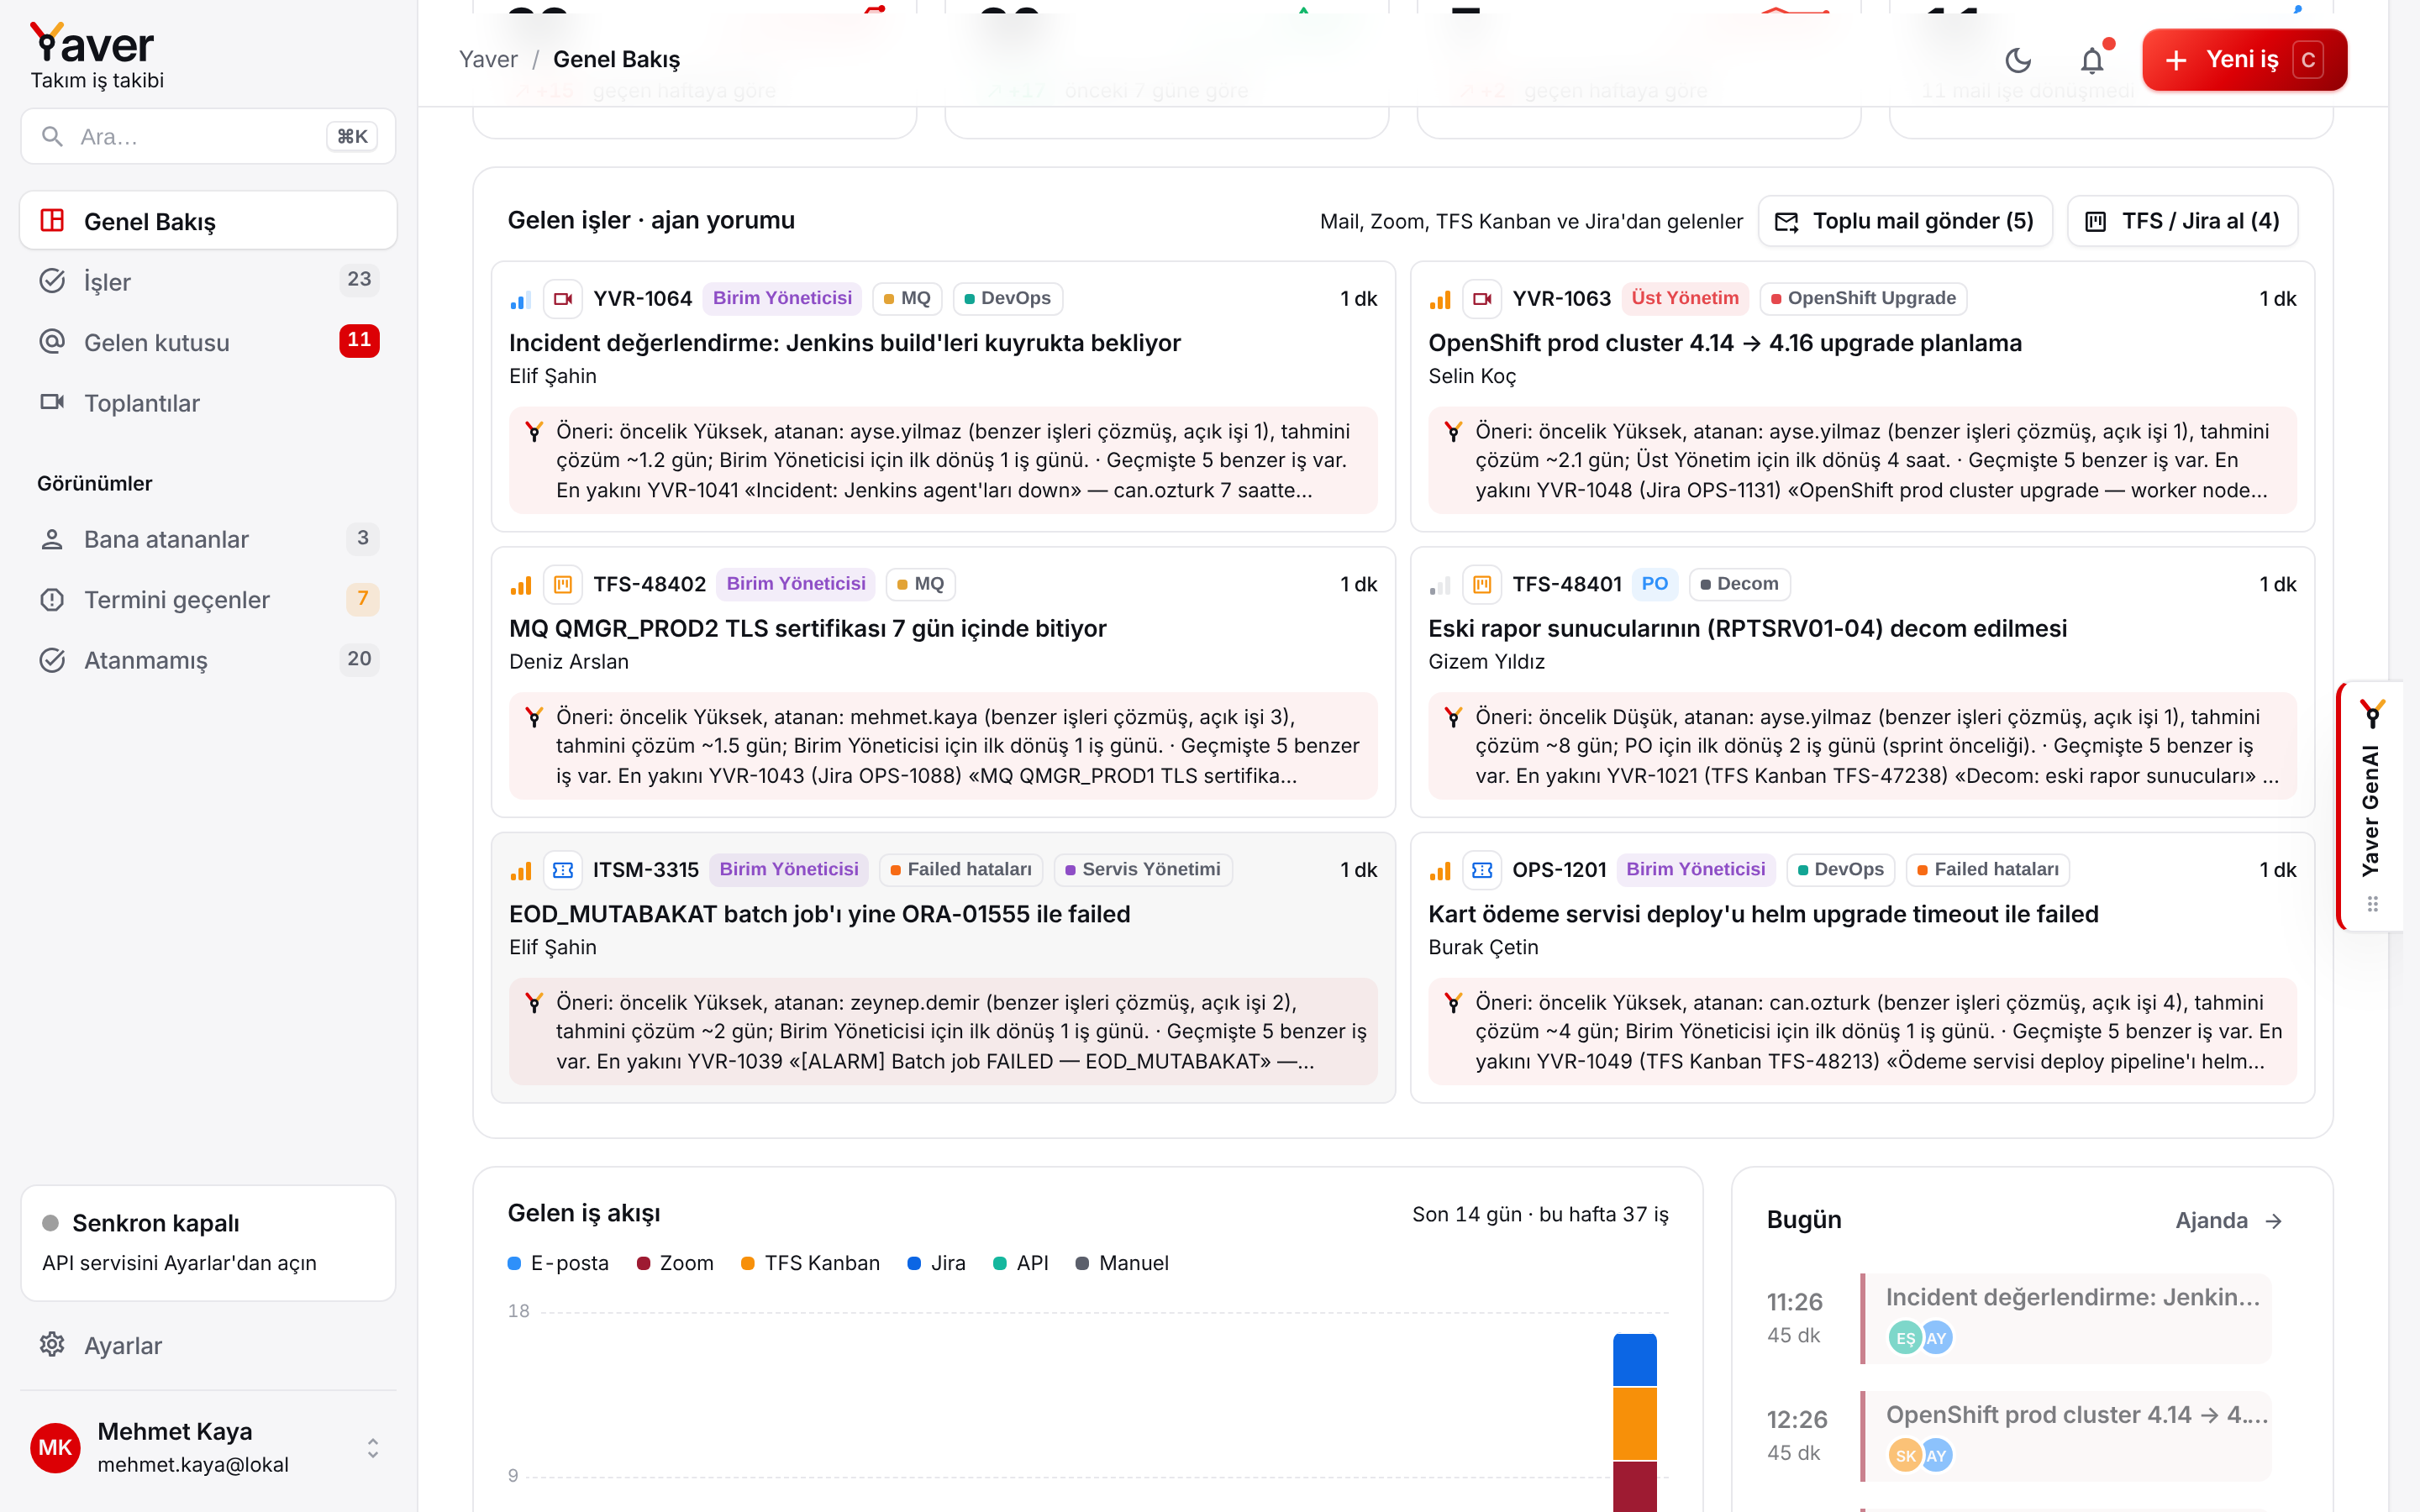 Yaver
Takım iş takibi
Ara…
⌘K
Genel Bakış
İşler 23
Gelen kutusu 11
Toplantılar
Görünümler
Bana atananlar 3
Termini geçenler 7
Atanmamış 20
Senkron kapalı
API servisini Ayarlar'dan açın
Ayarlar
MK
Mehmet Kaya
mehmet.kaya@lokal
Yaver / Genel Bakış
Yeni iş C
+15 geçen haftaya göre
+17 önceki 7 güne göre
+2 geçen haftaya göre
11 mail işe dönüşmedi
Gelen işler · ajan yorumu
Mail, Zoom, TFS Kanban ve Jira'dan gelenler
Toplu mail gönder (5)
TFS / Jira al (4)
YVR-1064 Birim Yöneticisi MQ DevOps 1 dk
Incident değerlendirme: Jenkins build'leri kuyrukta bekliyor
Elif Şahin
Öneri: öncelik Yüksek, atanan: ayse.yilmaz (benzer işleri çözmüş, açık işi 1), tahmini
çözüm ~1.2 gün; Birim Yöneticisi için ilk dönüş 1 iş günü. · Geçmişte 5 benzer iş var.
En yakını YVR-1041 «Incident: Jenkins agent'ları down» — can.ozturk 7 saatte…
YVR-1063 Üst Yönetim OpenShift Upgrade 1 dk
OpenShift prod cluster 4.14 → 4.16 upgrade planlama
Selin Koç
Öneri: öncelik Yüksek, atanan: ayse.yilmaz (benzer işleri çözmüş, açık işi 1), tahmini
çözüm ~2.1 gün; Üst Yönetim için ilk dönüş 4 saat. · Geçmişte 5 benzer iş var. En
yakını YVR-1048 (Jira OPS-1131) «OpenShift prod cluster upgrade — worker node…
TFS-48402 Birim Yöneticisi MQ 1 dk
MQ QMGR_PROD2 TLS sertifikası 7 gün içinde bitiyor
Deniz Arslan
Öneri: öncelik Yüksek, atanan: mehmet.kaya (benzer işleri çözmüş, açık işi 3),
tahmini çözüm ~1.5 gün; Birim Yöneticisi için ilk dönüş 1 iş günü. · Geçmişte 5 benzer
iş var. En yakını YVR-1043 (Jira OPS-1088) «MQ QMGR_PROD1 TLS sertifika…
TFS-48401 PO Decom 1 dk
Eski rapor sunucularının (RPTSRV01-04) decom edilmesi
Gizem Yıldız
Öneri: öncelik Düşük, atanan: ayse.yilmaz (benzer işleri çözmüş, açık işi 1), tahmini
çözüm ~8 gün; PO için ilk dönüş 2 iş günü (sprint önceliği). · Geçmişte 5 benzer iş
var. En yakını YVR-1021 (TFS Kanban TFS-47238) «Decom: eski rapor sunucuları» …
ITSM-3315 Birim Yöneticisi Failed hataları Servis Yönetimi 1 dk
EOD_MUTABAKAT batch job'ı yine ORA-01555 ile failed
Elif Şahin
Öneri: öncelik Yüksek, atanan: zeynep.demir (benzer işleri çözmüş, açık işi 2),
tahmini çözüm ~2 gün; Birim Yöneticisi için ilk dönüş 1 iş günü. · Geçmişte 5 benzer iş
var. En yakını YVR-1039 «[ALARM] Batch job FAILED — EOD_MUTABAKAT» —…
OPS-1201 Birim Yöneticisi DevOps Failed hataları 1 dk
Kart ödeme servisi deploy'u helm upgrade timeout ile failed
Burak Çetin
Öneri: öncelik Yüksek, atanan: can.ozturk (benzer işleri çözmüş, açık işi 4), tahmini
çözüm ~4 gün; Birim Yöneticisi için ilk dönüş 1 iş günü. · Geçmişte 5 benzer iş var. En
yakını YVR-1049 (TFS Kanban TFS-48213) «Ödeme servisi deploy pipeline'ı helm…
Yaver GenAI
Gelen iş akışı
Son 14 gün · bu hafta 37 iş
E-posta Zoom TFS Kanban Jira API Manuel
18
9
Bugün
Ajanda →
11:26
45 dk
Incident değerlendirme: Jenkin…
EŞ AY
12:26
45 dk
OpenShift prod cluster 4.14 → 4.…
SK AY